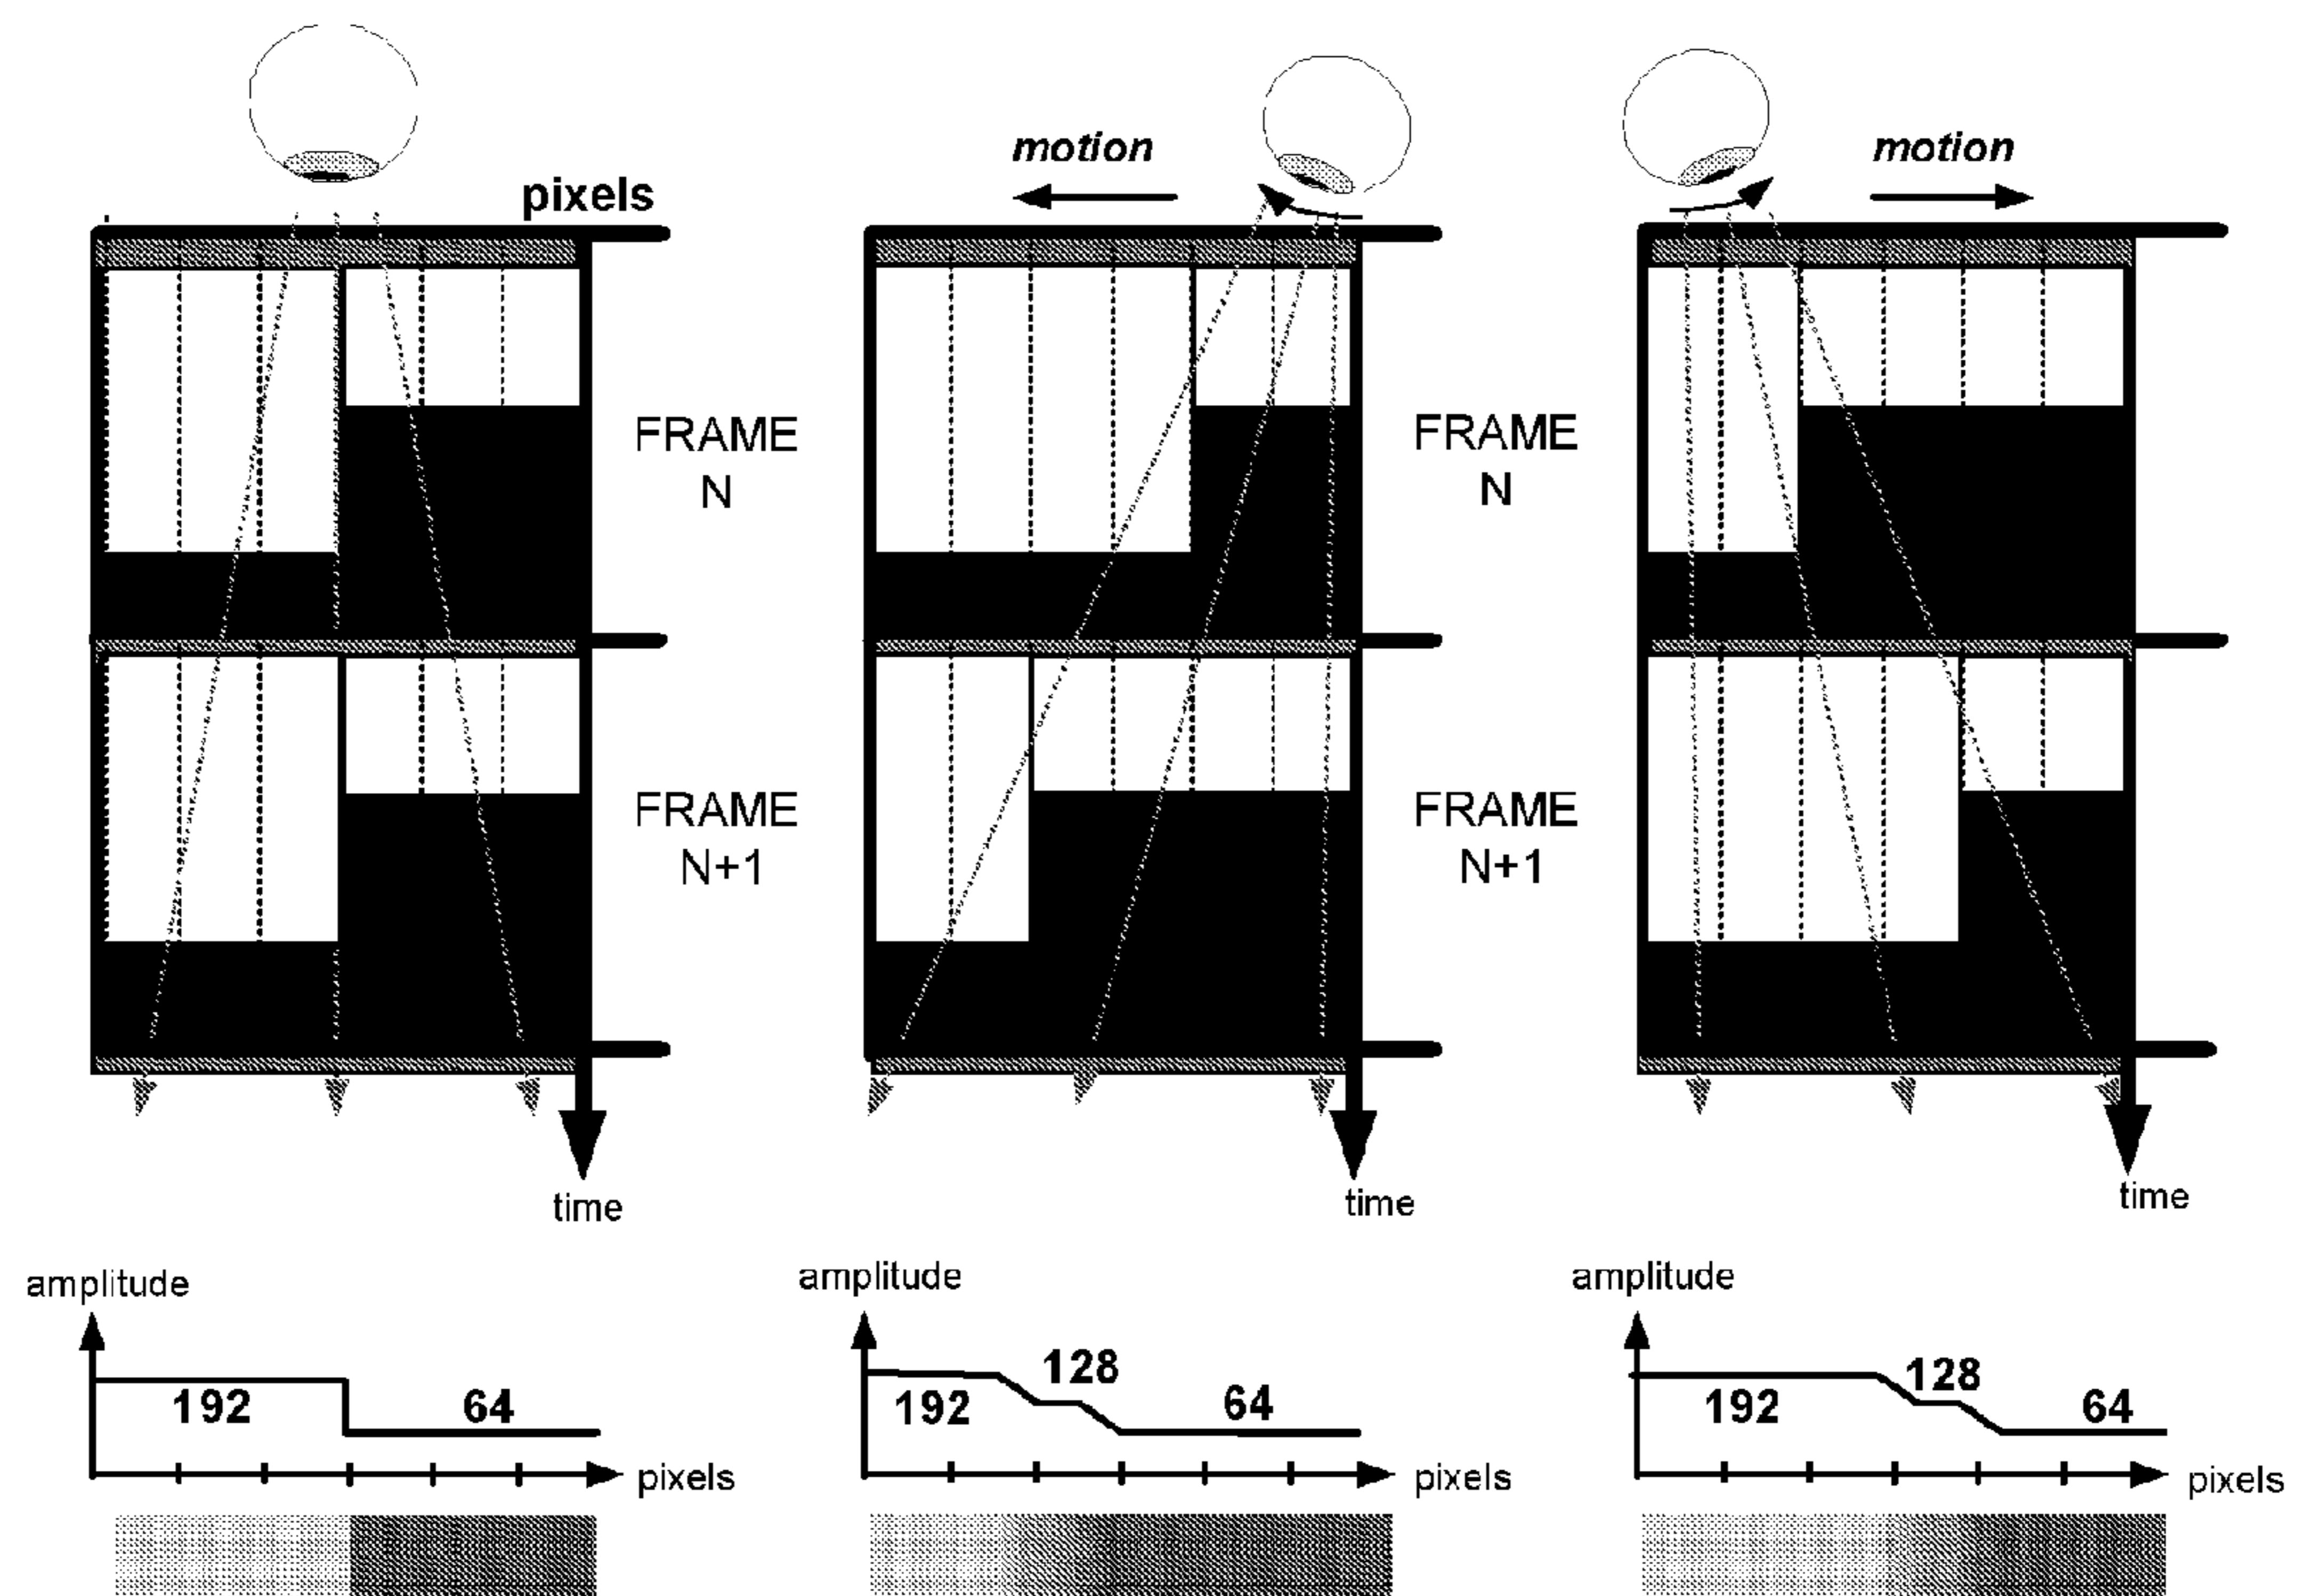 motion
motion
pixels
FRAME
N
FRAME
N
FRAME
N+1
FRAME
N+1
time
time
time
amplitude
amplitude
amplitude
192
64
pixels
192
128
64
pixels
192
128
64
pixels